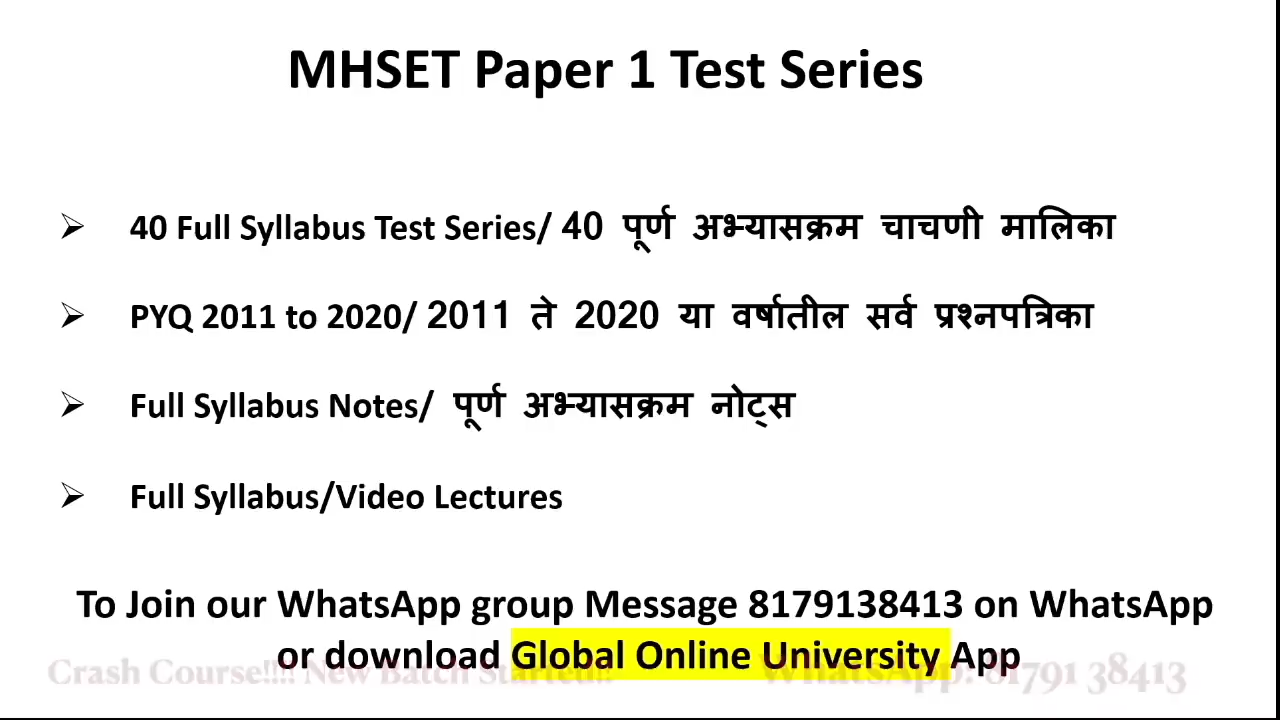 MHSET Paper 1 Test Series
➢ 40 Full Syllabus Test Series/ 40 पूर्ण अभ्यासक्रम चाचणी मालिका
➢ PYQ 2011 to 2020/ 2011 ते 2020 या वर्षातील सर्व प्रश्नपत्रिका
➢ Full Syllabus Notes/ पूर्ण अभ्यासक्रम नोट्स
➢ Full Syllabus/Video Lectures
To Join our WhatsApp group Message 8179138413 on WhatsApp
or download Global Online University App
Crash Course!!!! New Batch Started!! WhatsApp: 81791 38413